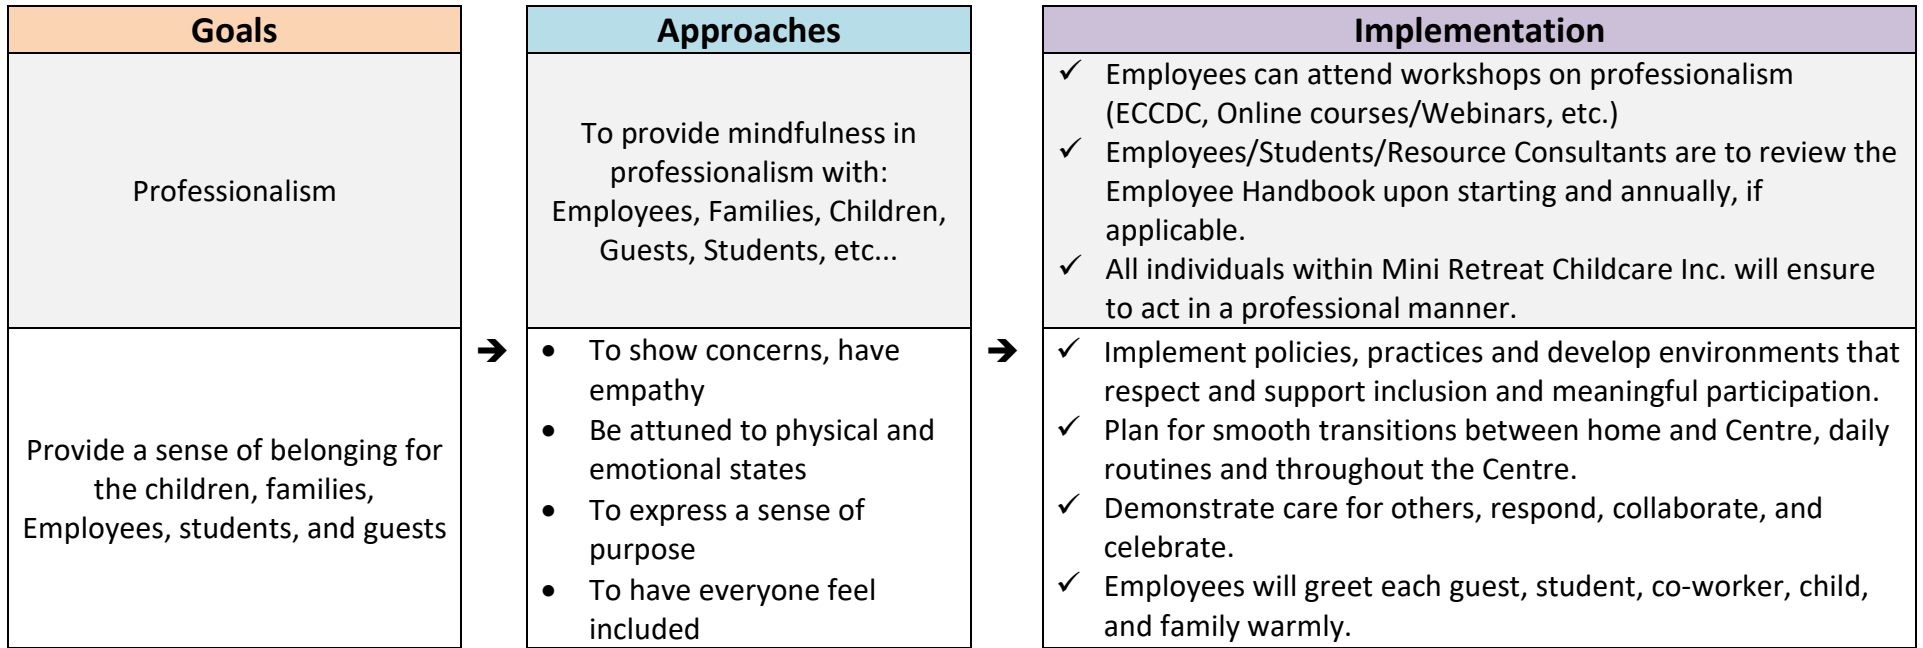 Goals
Professionalism
Provide a sense of belonging for
the children, families,
Employees, students, and guests
➔
Approaches
To provide mindfulness in
professionalism with:
Employees, Families, Children,
Guests, Students, etc...
• To show concerns, have
empathy
• Be attuned to physical and
emotional states
• To express a sense of
purpose
• To have everyone feel
included
➔
Implementation
✓ Employees can attend workshops on professionalism
(ECCDC, Online courses/Webinars, etc.)
✓ Employees/Students/Resource Consultants are to review the
Employee Handbook upon starting and annually, if
applicable.
✓ All individuals within Mini Retreat Childcare Inc. will ensure
to act in a professional manner.
✓ Implement policies, practices and develop environments that
respect and support inclusion and meaningful participation.
✓ Plan for smooth transitions between home and Centre, daily
routines and throughout the Centre.
✓ Demonstrate care for others, respond, collaborate, and
celebrate.
✓ Employees will greet each guest, student, co-worker, child,
and family warmly.